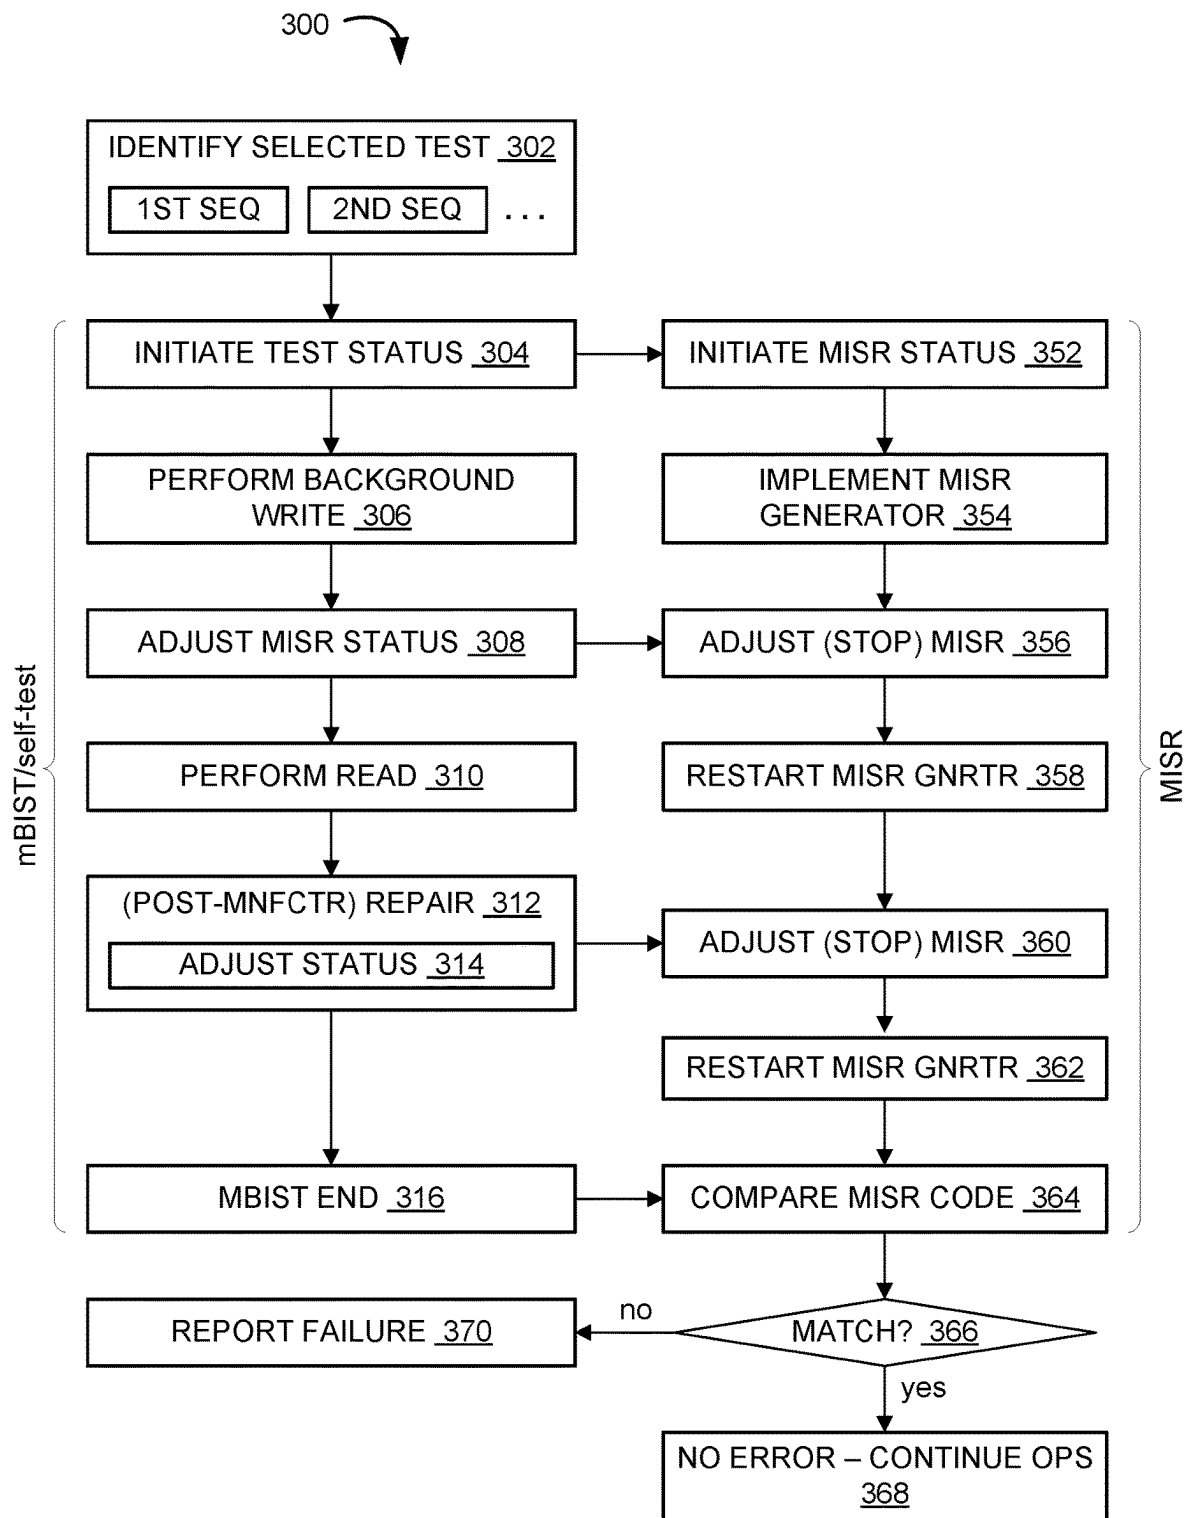 300
IDENTIFY SELECTED TEST 302
1ST SEQ 2ND SEQ ...
INITIATE TEST STATUS 304
INITIATE MISR STATUS 352
PERFORM BACKGROUND
WRITE 306
IMPLEMENT MISR
GENERATOR 354
ADJUST MISR STATUS 308
ADJUST (STOP) MISR 356
PERFORM READ 310
RESTART MISR GNRTR 358
(POST-MNFCTR) REPAIR 312
ADJUST STATUS 314
ADJUST (STOP) MISR 360
RESTART MISR GNRTR 362
MBIST END 316
COMPARE MISR CODE 364
mBIST/self-test
MISR
REPORT FAILURE 370
no
MATCH? 366
yes
NO ERROR – CONTINUE OPS
368